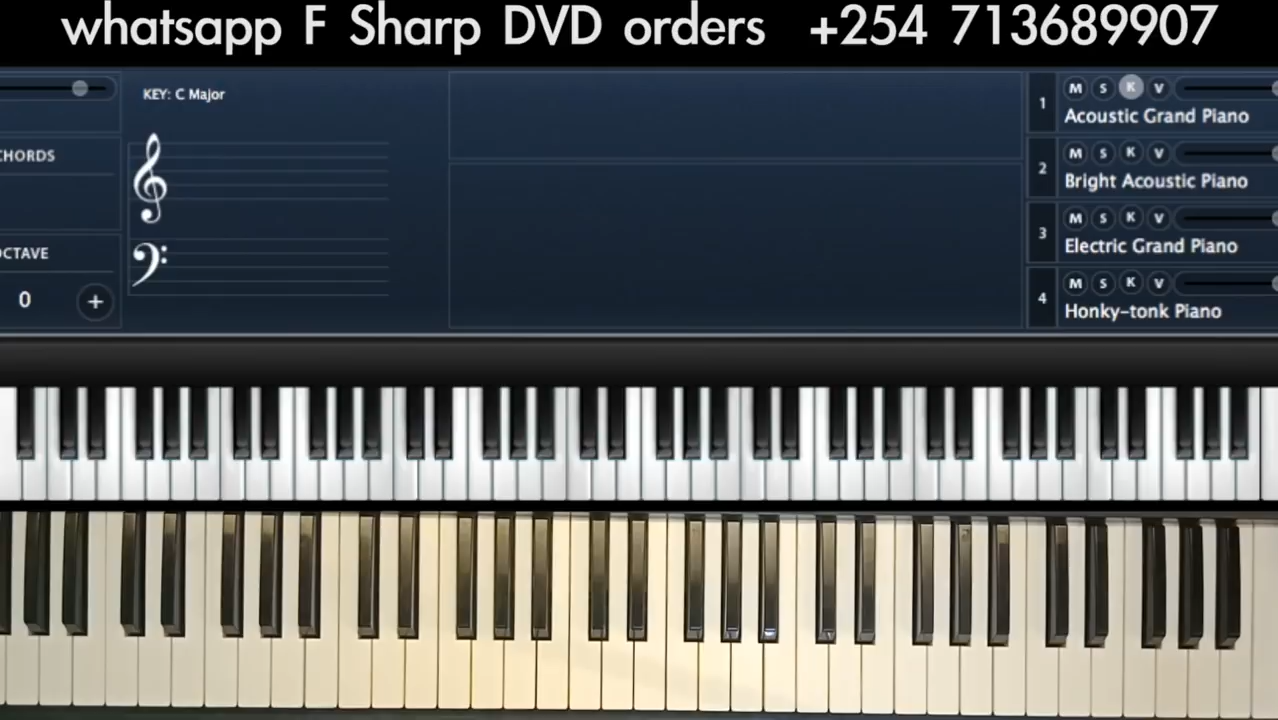 whatsapp F Sharp DVD orders +254 713689907
KEY: C Major
CHORDS
OCTAVE
0 +
1 M S K V
Acoustic Grand Piano
2 M S K V
Bright Acoustic Piano
3 M S K V
Electric Grand Piano
4 M S K V
Honky-tonk Piano